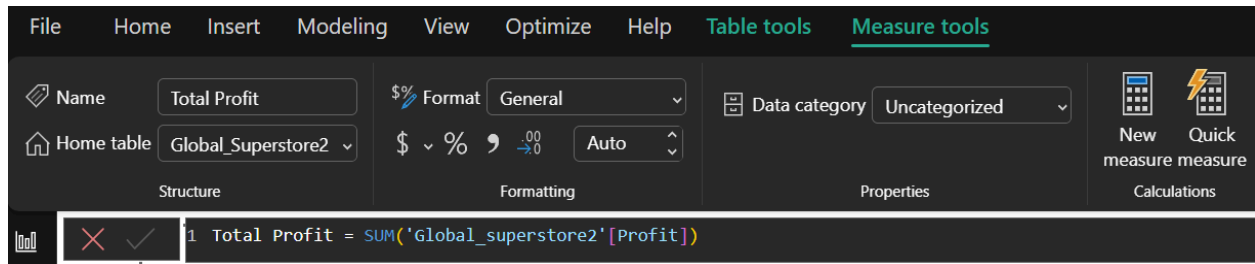 File Home Insert Modeling View Optimize Help Table tools Measure tools
Name Total Profit $% Format General Data category Uncategorized
Home table Global_Superstore2 $ % 9 .00 →.0 Auto
New measure Quick measure
Structure Formatting Properties Calculations
1 Total Profit = SUM('Global_superstore2'[Profit])